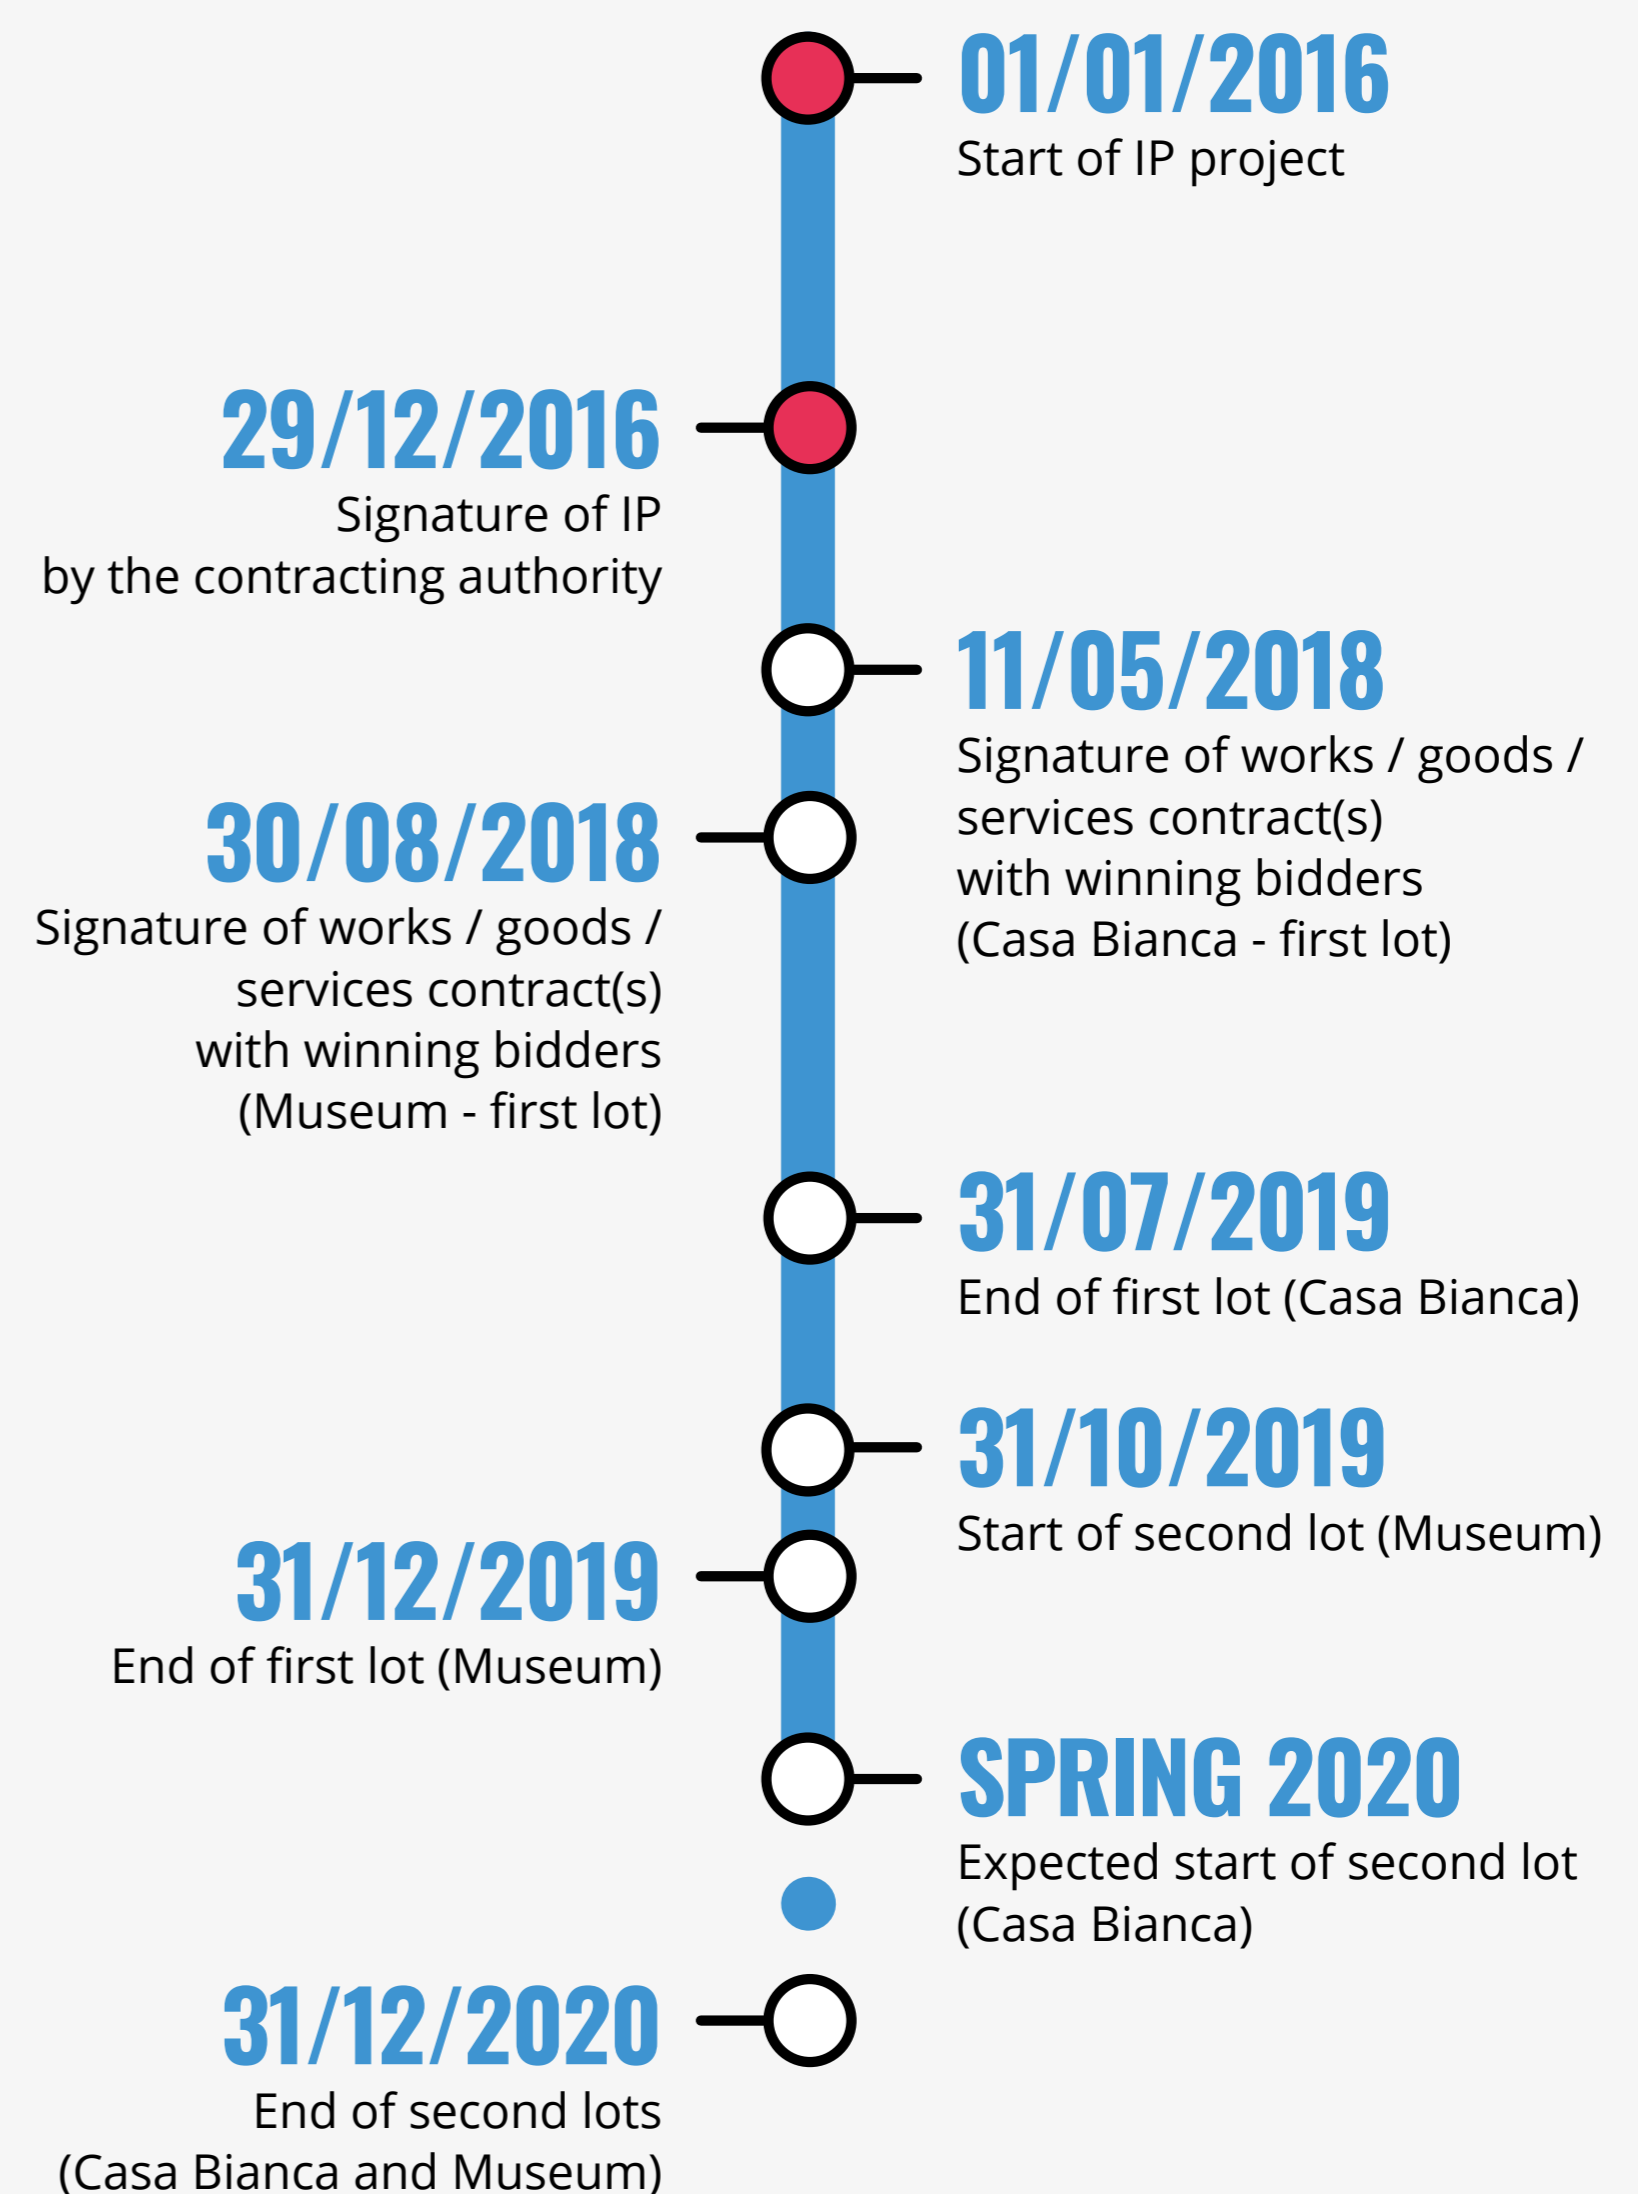 01/01/2016
Start of IP project
29/12/2016
Signature of IP
by the contracting authority
11/05/2018
Signature of works / goods /
services contract(s)
with winning bidders
(Casa Bianca - first lot)
30/08/2018
Signature of works / goods /
services contract(s)
with winning bidders
(Museum - first lot)
31/07/2019
End of first lot (Casa Bianca)
31/10/2019
Start of second lot (Museum)
31/12/2019
End of first lot (Museum)
SPRING 2020
Expected start of second lot
(Casa Bianca)
31/12/2020
End of second lots
(Casa Bianca and Museum)